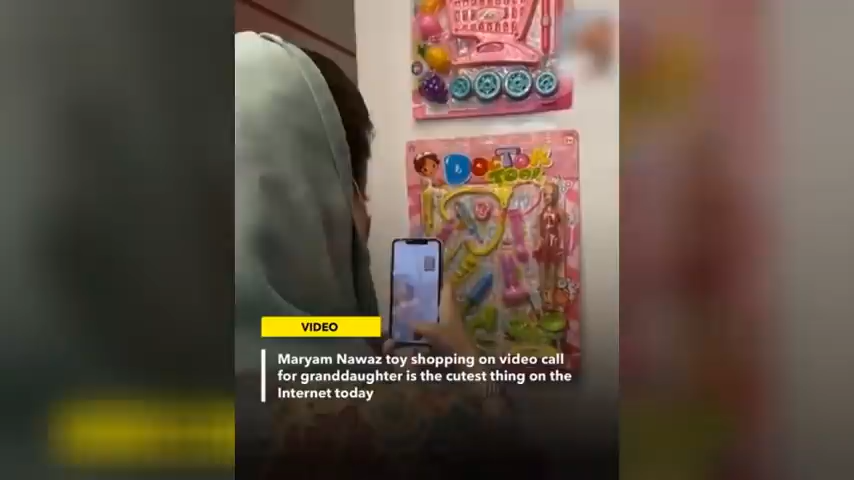 DOCTOR
TOOL
VIDEO
Maryam Nawaz toy shopping on video call
for granddaughter is the cutest thing on the
Internet today